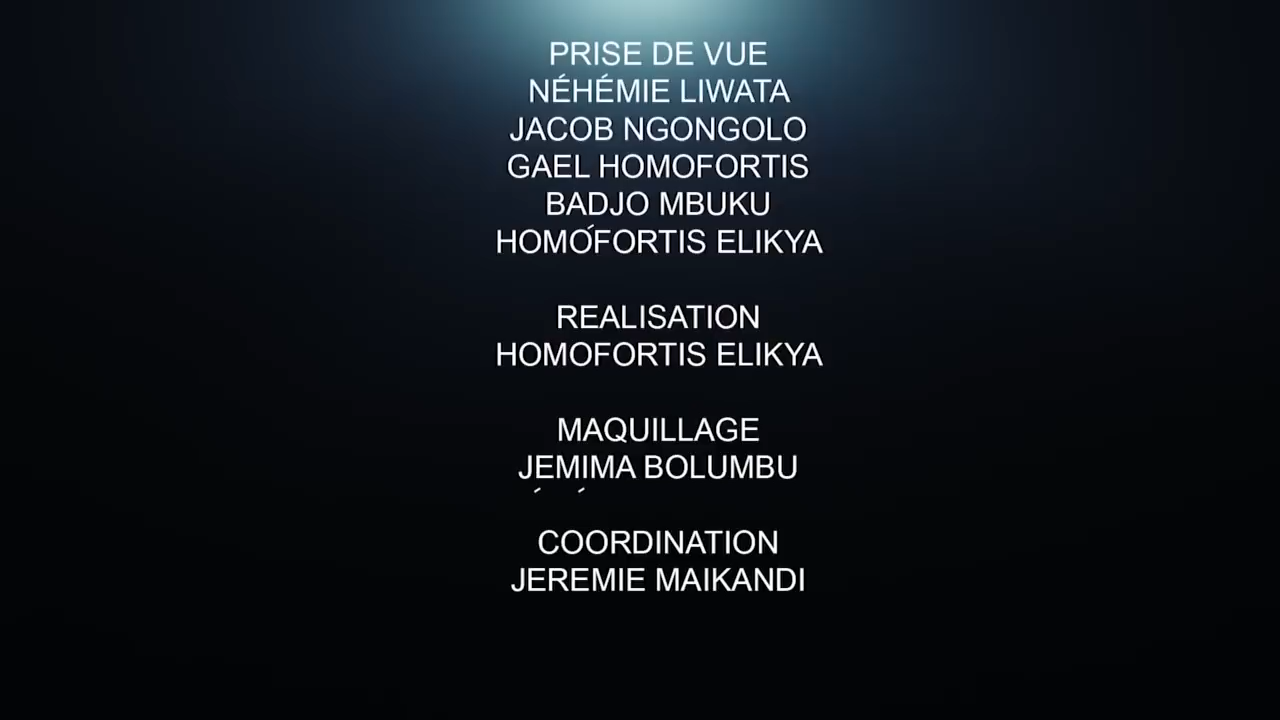 PRISE DE VUE
NÉHÉMIE LIWATA
JACOB NGONGOLO
GAEL HOMOFORTIS
BADJO MBUKU
HOMOFORTIS ELIKYA
REALISATION
HOMOFORTIS ELIKYA
MAQUILLAGE
JEMIMA BOLUMBU
COORDINATION
JEREMIE MAIKANDI